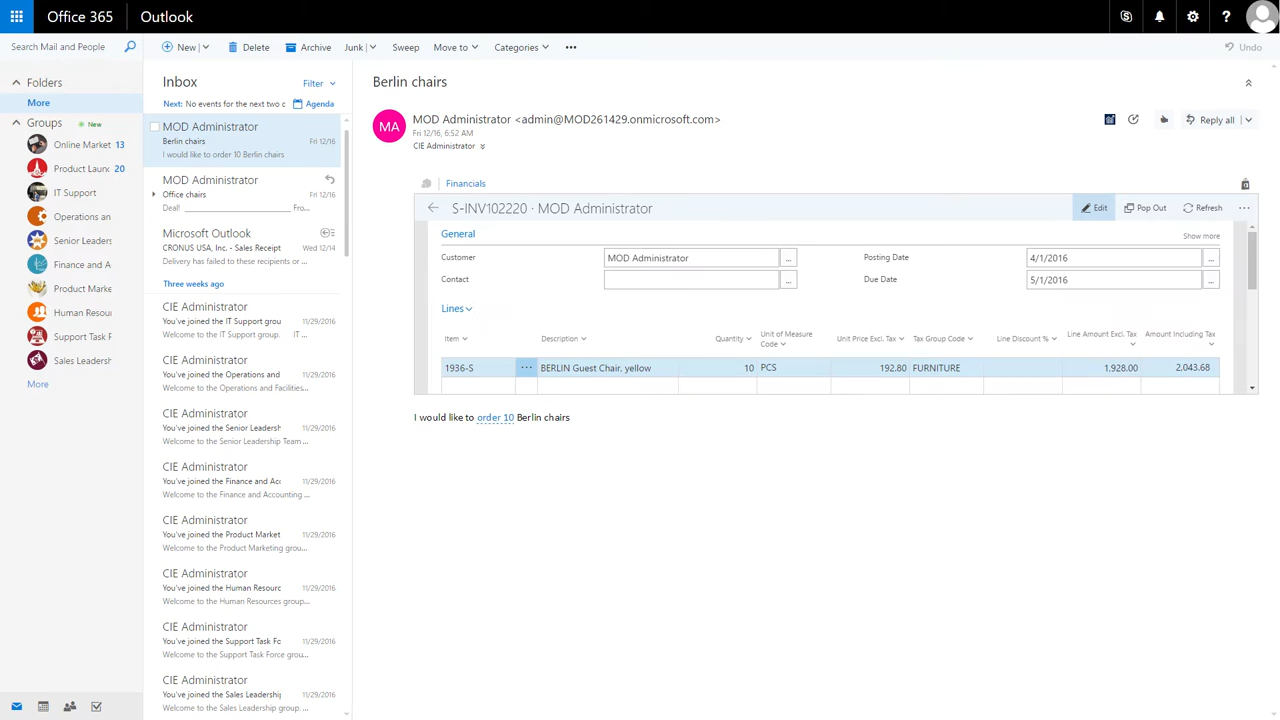 Office 365 Outlook
Search Mail and People
New Delete Archive Junk Sweep Move to Categories ••• Undo
Folders
More
Groups New
Online Market 13
Product Launc 20
IT Support
Operations an
Senior Leaders
Finance and A
Product Marke
Human Resour
Support Task F
Sales Leadersh
More
Inbox Filter
Next: No events for the next two c Agenda
MOD Administrator
Berlin chairs Fri 12/16
I would like to order 10 Berlin chairs
MOD Administrator
Office chairs Fri 12/16
Deal! ______________________ Fro...
Microsoft Outlook
CRONUS USA, Inc. - Sales Receipt Wed 12/14
Delivery has failed to these recipients or ...
Three weeks ago
CIE Administrator
You've joined the IT Support grou 11/29/2016
Welcome to the IT Support group. IT ...
CIE Administrator
You've joined the Operations and 11/29/2016
Welcome to the Operations and Facilities...
CIE Administrator
You've joined the Senior Leadersh 11/29/2016
Welcome to the Senior Leadership Team ...
CIE Administrator
You've joined the Finance and Acc 11/29/2016
Welcome to the Finance and Accounting ...
CIE Administrator
You've joined the Product Market 11/29/2016
Welcome to the Product Marketing grou...
CIE Administrator
You've joined the Human Resourc 11/29/2016
Welcome to the Human Resources group...
CIE Administrator
You've joined the Support Task Fo 11/29/2016
Welcome to the Support Task Force grou...
CIE Administrator
You've joined the Sales Leadership 11/29/2016
Welcome to the Sales Leadership group. ...
Berlin chairs
MA
MOD Administrator <admin@MOD261429.onmicrosoft.com>
Reply all
Fri 12/16, 6:52 AM
CIE Administrator
Financials
S-INV102220 · MOD Administrator
Edit Pop Out Refresh ...
General Show more
Customer MOD Administrator ... Posting Date 4/1/2016 ...
Contact ... Due Date 5/1/2016 ...
Lines
Item Description Quantity Unit of Measure Code Unit Price Excl. Tax Tax Group Code Line Discount % Line Amount Excl. Tax Amount Including Tax
1936-S ... BERLIN Guest Chair. yellow 10 PCS 192.80 FURNITURE 1,928.00 2,043.68
I would like to order 10 Berlin chairs